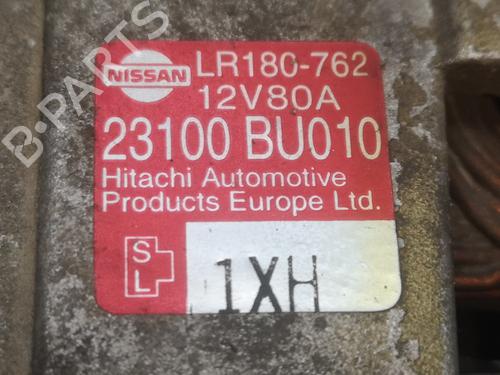 B-PARTS
NISSAN
LR180-762
12V80A
23100 BU010
Hitachi Automotive
Products Europe Ltd.
S
L
1XH